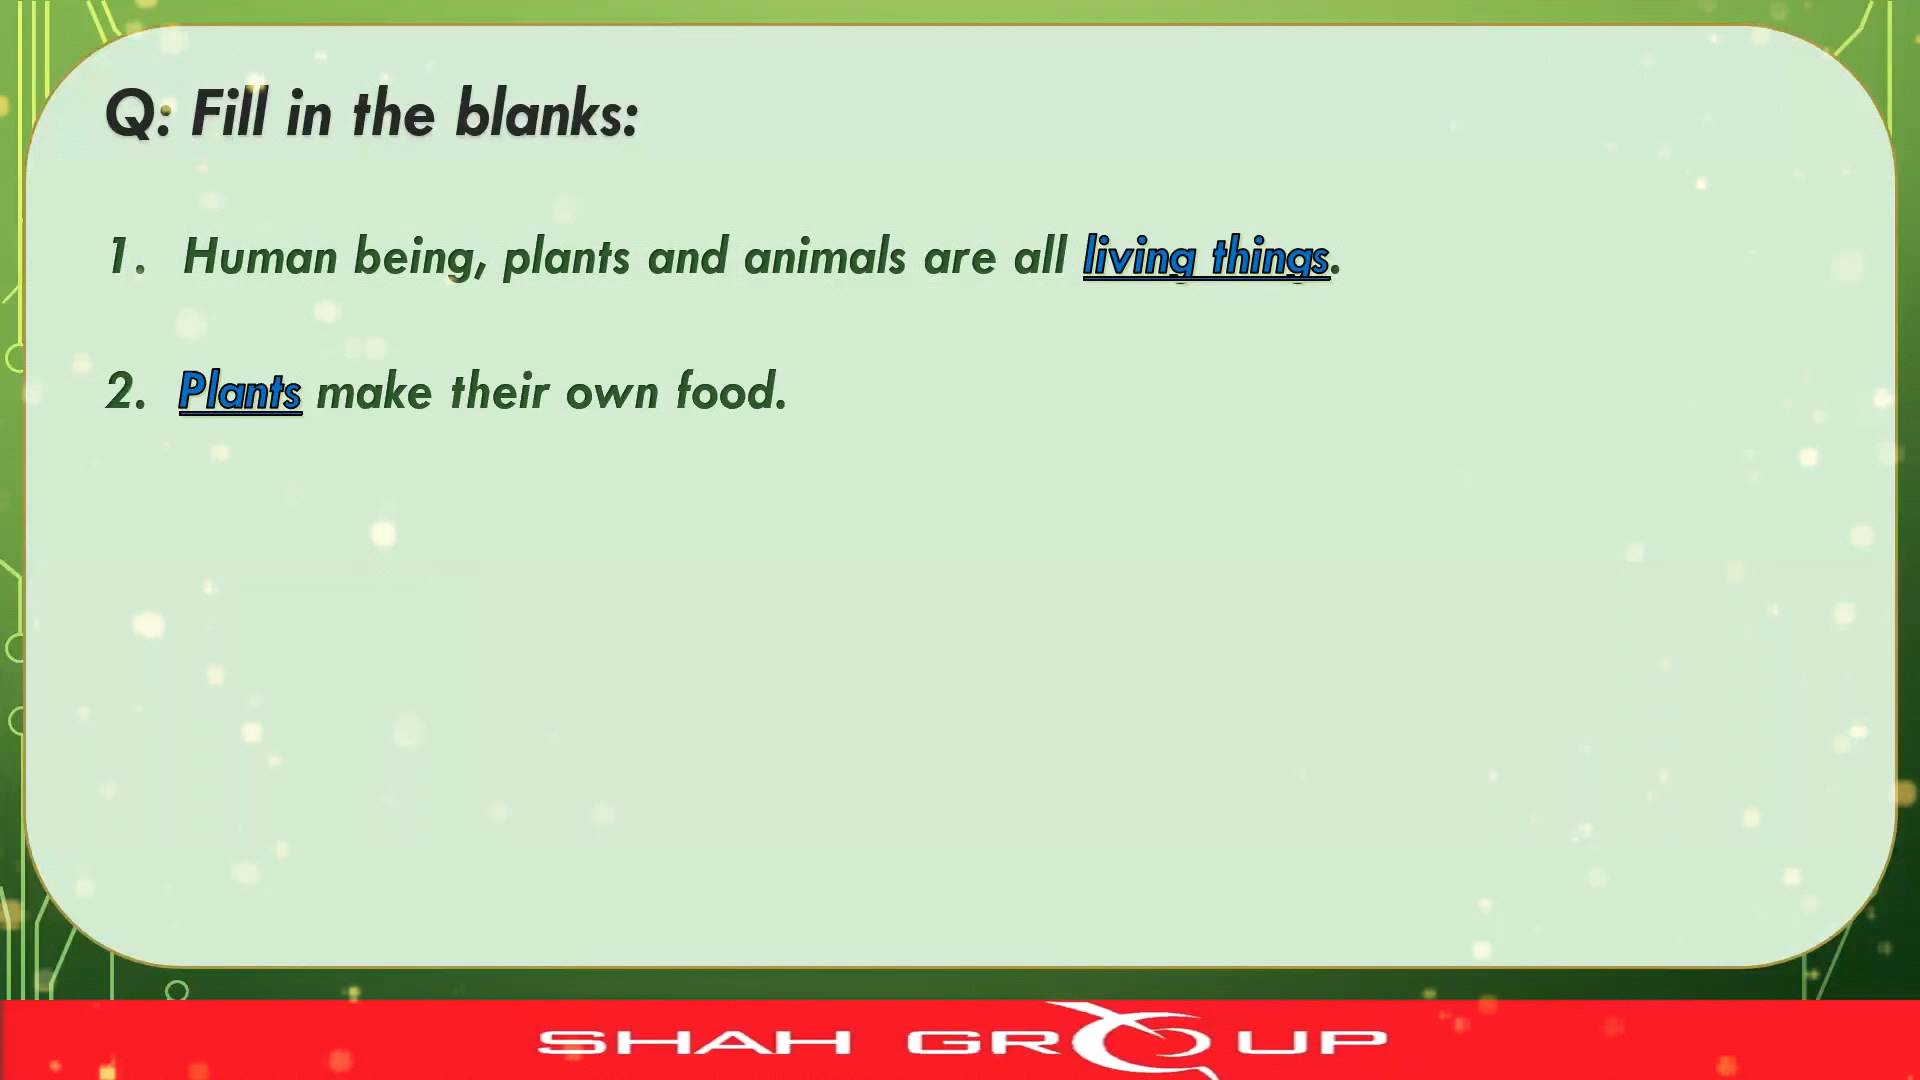 Q: Fill in the blanks:
1. Human being, plants and animals are all living things.
2. Plants make their own food.
SHAH GROUP